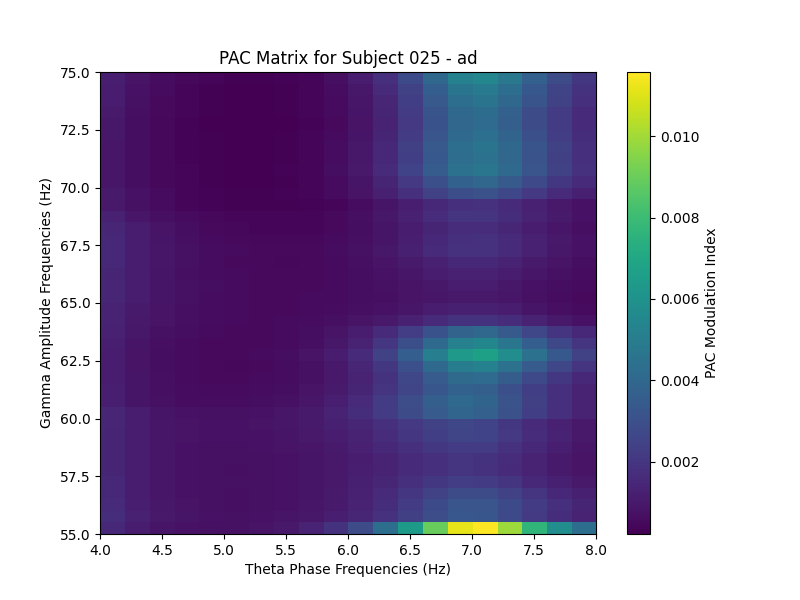 PAC Matrix for Subject 025 - ad
75.0
72.5
70.0
67.5
65.0
62.5
60.0
57.5
55.0
Gamma Amplitude Frequencies (Hz)
4.0 4.5 5.0 5.5 6.0 6.5 7.0 7.5 8.0
Theta Phase Frequencies (Hz)
0.010
0.008
0.006
0.004
0.002
PAC Modulation Index